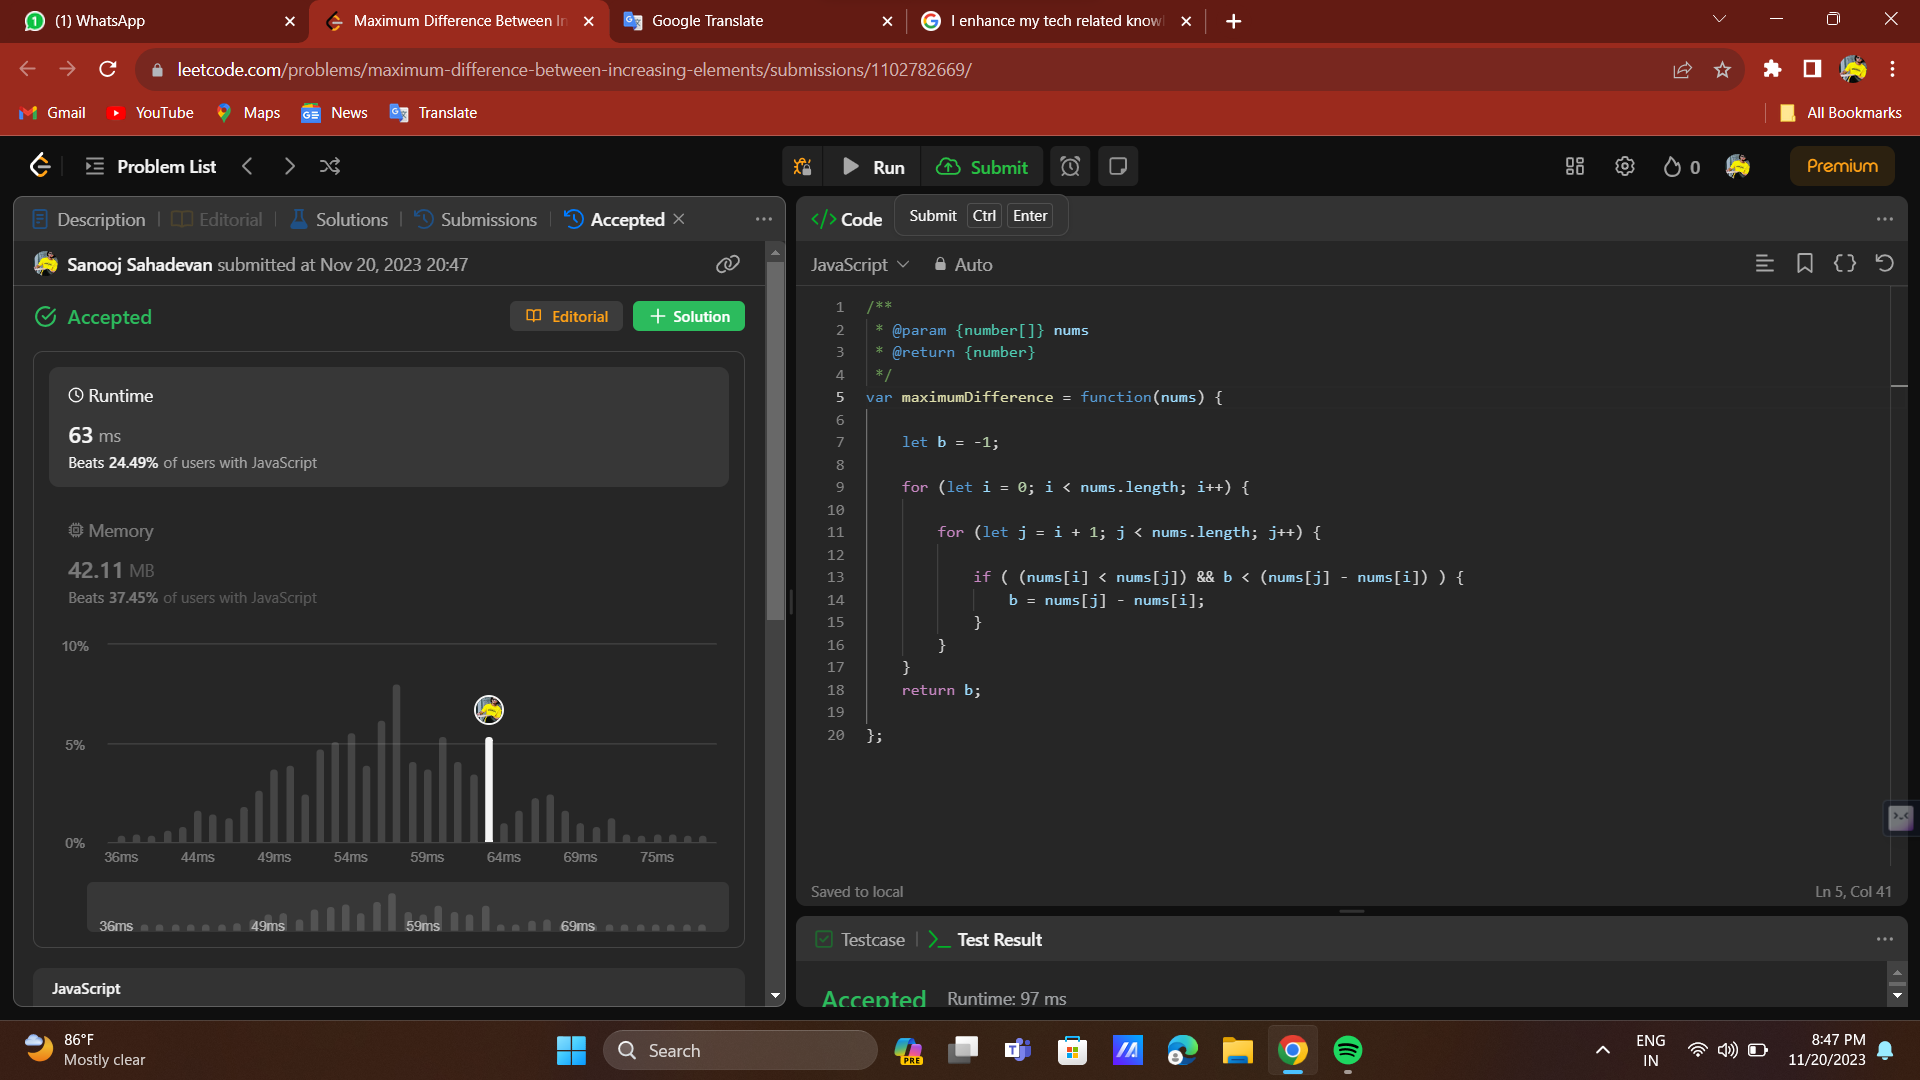 (1) WhatsApp
Maximum Difference Between In
Google Translate
I enhance my tech related know
leetcode.com/problems/maximum-difference-between-increasing-elements/submissions/1102782669/
Gmail
YouTube
Maps
News
Translate
All Bookmarks
Problem List
Run
Submit
0
Premium
Description
Editorial
Solutions
Submissions
Accepted
Sanooj Sahadevan submitted at Nov 20, 2023 20:47
Accepted
Editorial
Solution
Runtime
63 ms
Beats 24.49% of users with JavaScript
Memory
42.11 MB
Beats 37.45% of users with JavaScript
10%
5%
0%
36ms 44ms 49ms 54ms 59ms 64ms 69ms 75ms
36ms 49ms 59ms 69ms
JavaScript
</> Code
Submit Ctrl Enter
JavaScript
Auto
1 /**
2 * @param {number[]} nums
3 * @return {number}
4 */
5 var maximumDifference = function(nums) {
6
7 let b = -1;
8
9 for (let i = 0; i < nums.length; i++) {
10
11 for (let j = i + 1; j < nums.length; j++) {
12
13 if ( (nums[i] < nums[j]) && b < (nums[j] - nums[i]) ) {
14 b = nums[j] - nums[i];
15 }
16 }
17 }
18 return b;
19
20 };
Saved to local
Ln 5, Col 41
Testcase
Test Result
Accepted Runtime: 97 ms
86°F
Mostly clear
Search
PRE
ENG
IN
8:47 PM
11/20/2023